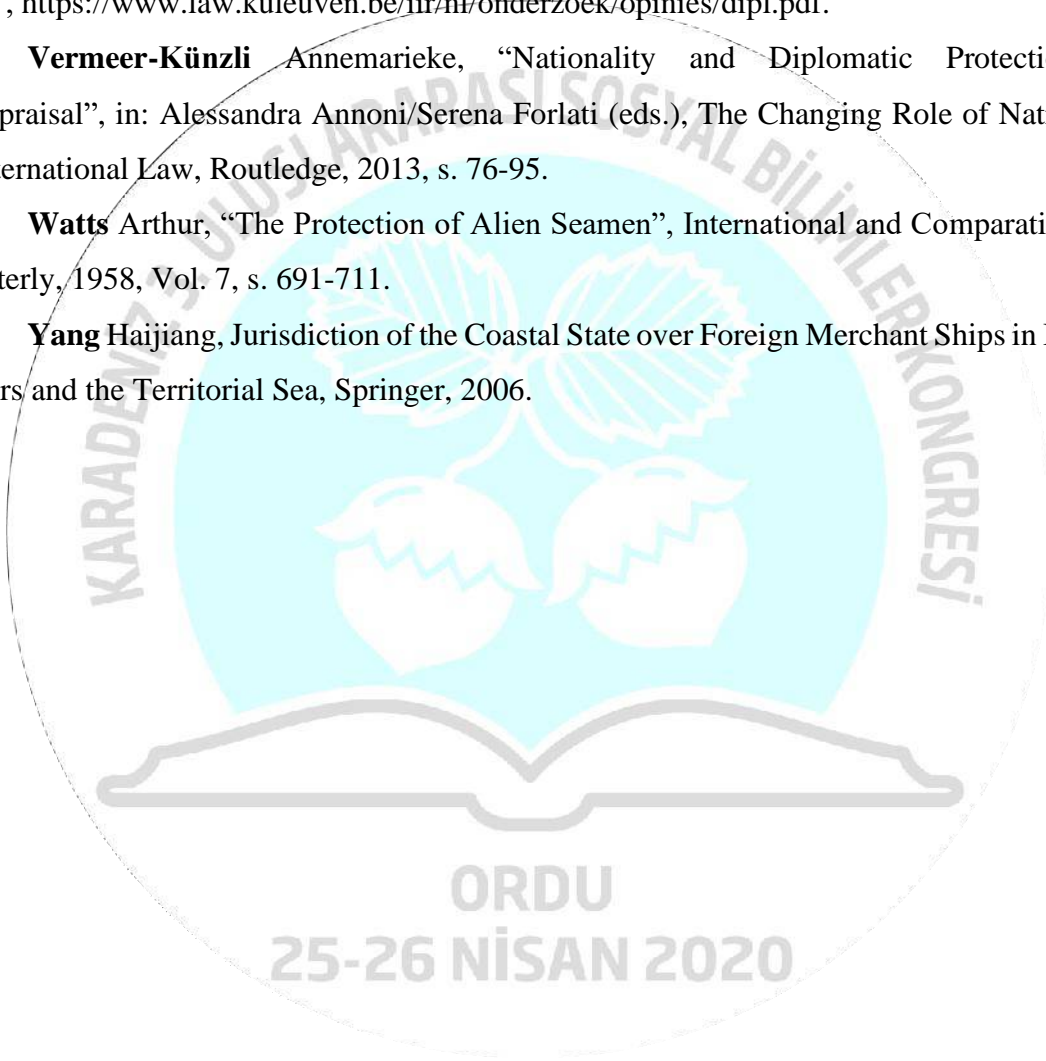 , https://www.law.kuleuven.be/iir/nl/onderzoek/opinies/dipl.pdf.
Vermeer-Künzli Annemarieke, “Nationality and Diplomatic Protecti
praisal”, in: Alessandra Annoni/Serena Forlati (eds.), The Changing Role of Nati
ternational Law, Routledge, 2013, s. 76-95.
Watts Arthur, “The Protection of Alien Seamen”, International and Comparati
terly, 1958, Vol. 7, s. 691-711.
Yang Haijiang, Jurisdiction of the Coastal State over Foreign Merchant Ships in
rs and the Territorial Sea, Springer, 2006.
KARADENİZ 3. ULUSLARARASI SOSYAL BİLİMLER KONGRESİ
ORDU
25-26 NİSAN 2020